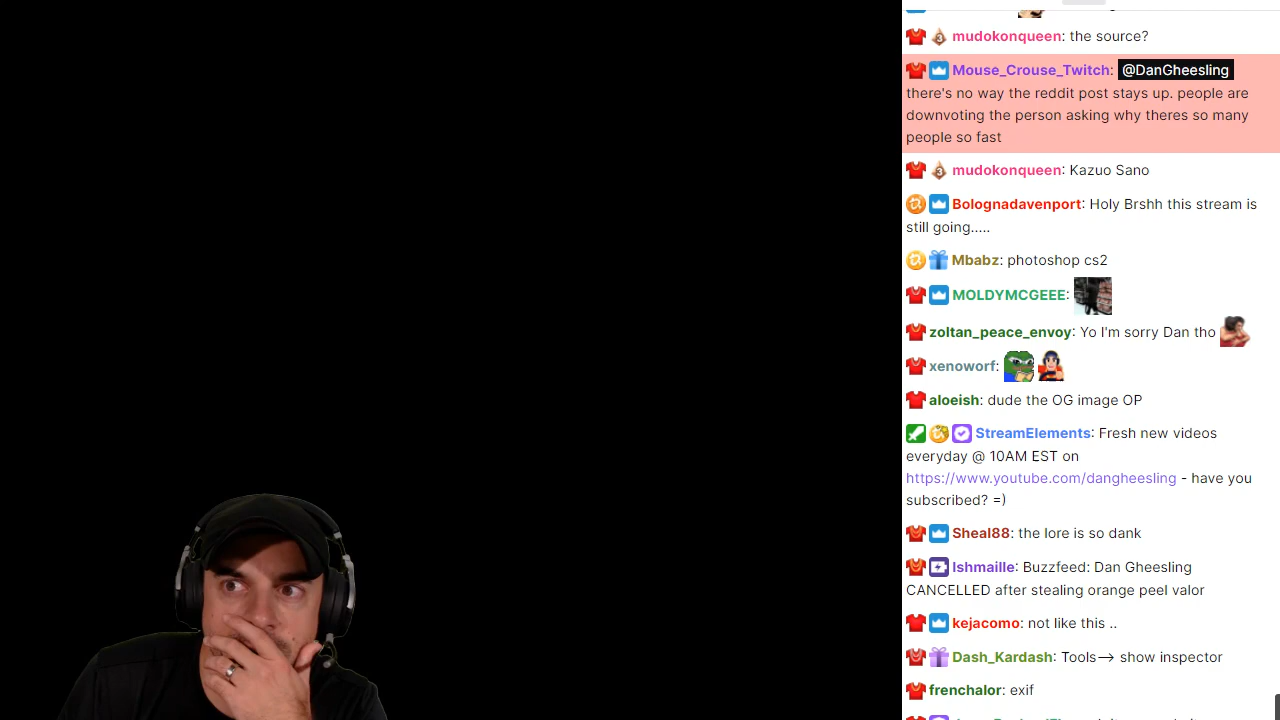 mudokonqueen: the source?
Mouse_Crouse_Twitch: @DanGheesling
there's no way the reddit post stays up. people are
downvoting the person asking why theres so many
people so fast
mudokonqueen: Kazuo Sano
Bolognadavenport: Holy Brshh this stream is
still going.....
Mbabz: photoshop cs2
MOLDYMCGEEE:
zoltan_peace_envoy: Yo I'm sorry Dan tho
xenoworf:
aloeish: dude the OG image OP
StreamElements: Fresh new videos
everyday @ 10AM EST on
https://www.youtube.com/dangheesling - have you
subscribed? =)
Sheal88: the lore is so dank
Ishmaille: Buzzfeed: Dan Gheesling
CANCELLED after stealing orange peel valor
kejacomo: not like this ..
Dash_Kardash: Tools—> show inspector
frenchalor: exif